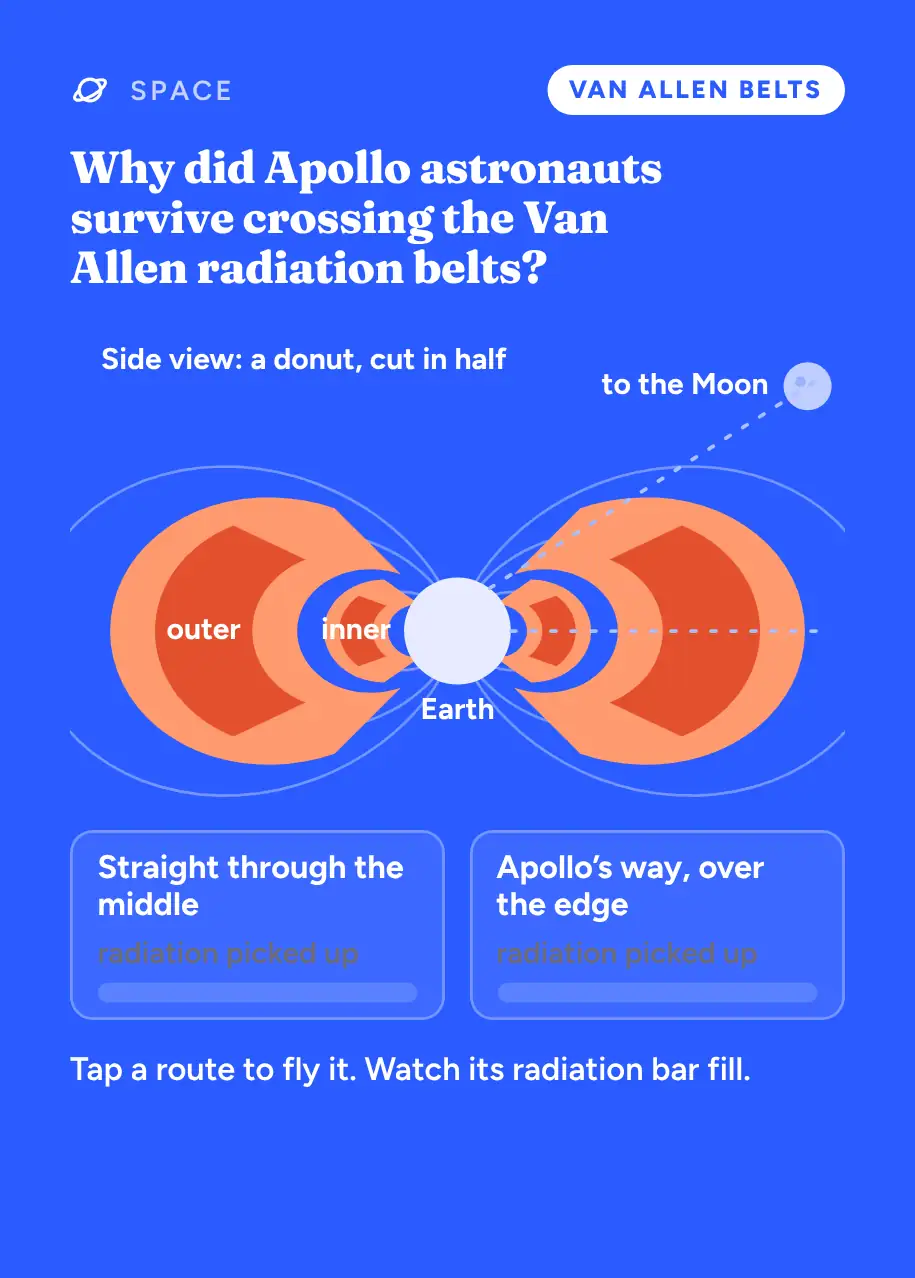 SPACE
VAN ALLEN BELTS
Why did Apollo astronauts
survive crossing the Van
Allen radiation belts?
Side view: a donut, cut in half
to the Moon
outer
inner
Earth
Straight through the
middle
radiation picked up
Apollo’s way, over
the edge
radiation picked up
Tap a route to fly it. Watch its radiation bar fill.